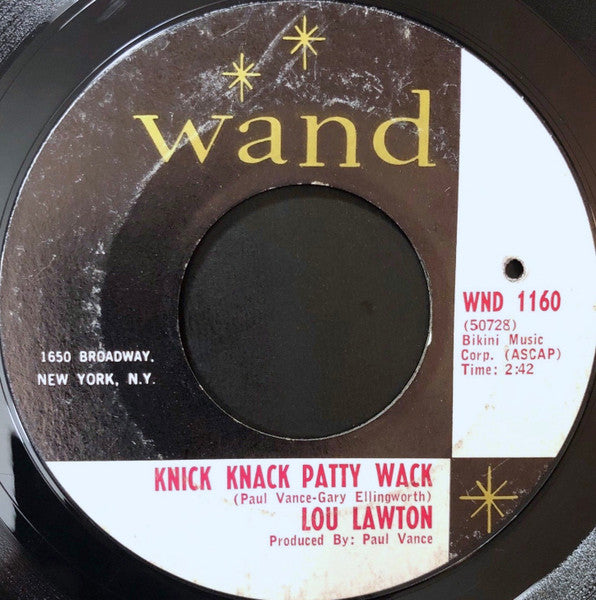 wand
WND 1160
(50728)
Bikini Music
Corp. (ASCAP)
Time: 2:42
1650 BROADWAY,
NEW YORK, N.Y.
KNICK KNACK PATTY WACK
(Paul Vance-Gary Ellingworth)
LOU LAWTON
Produced By: Paul Vance